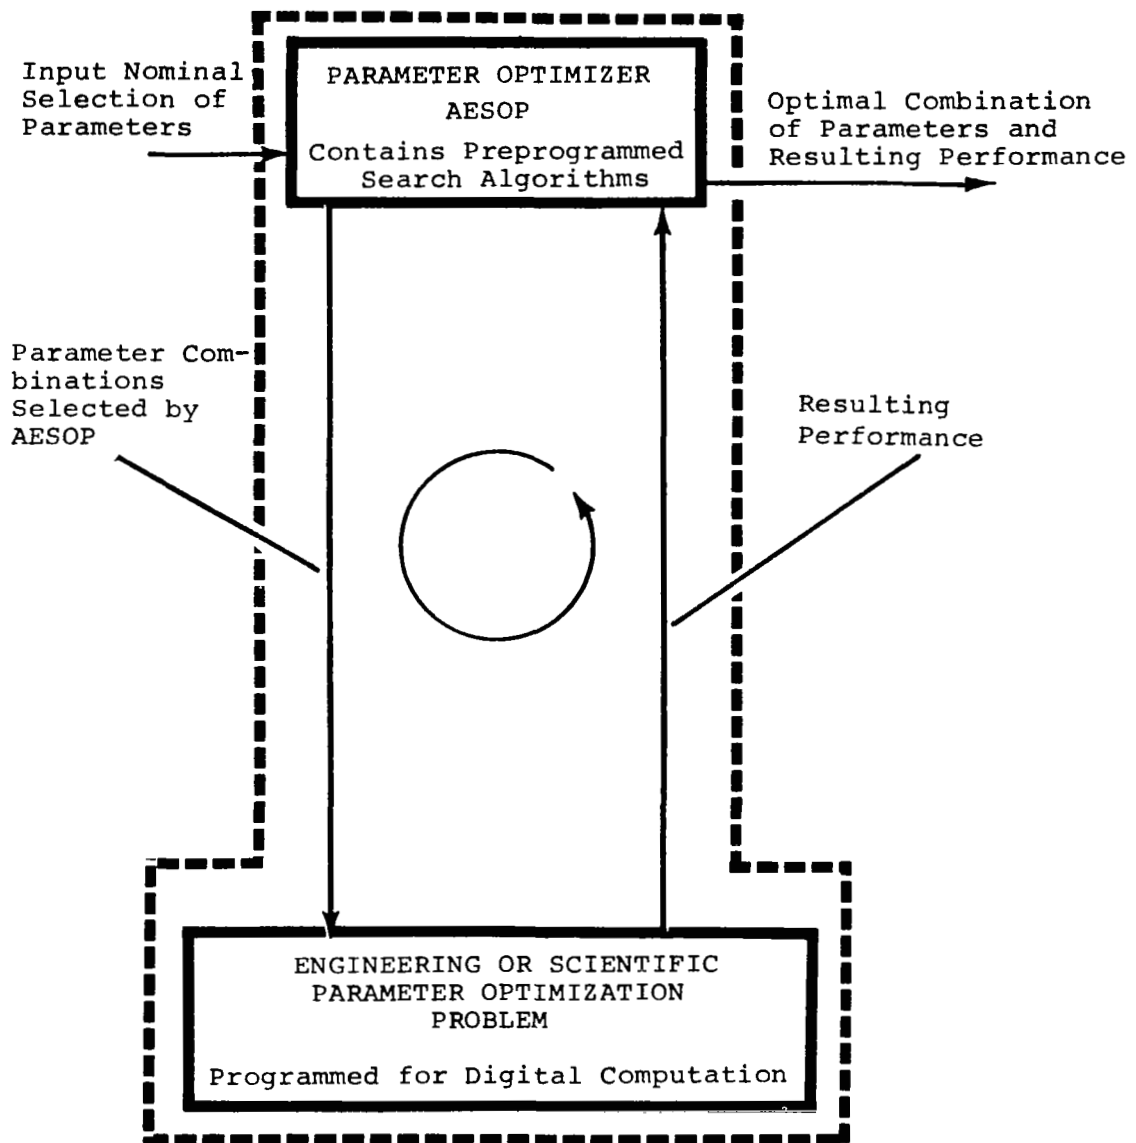 Input Nominal
Selection of
Parameters
PARAMETER OPTIMIZER
AESOP
Contains Preprogrammed
Search Algorithms
Optimal Combination
of Parameters and
Resulting Performance
Parameter Com-
binations
Selected by
AESOP
Resulting
Performance
ENGINEERING OR SCIENTIFIC
PARAMETER OPTIMIZATION
PROBLEM
Programmed for Digital Computation